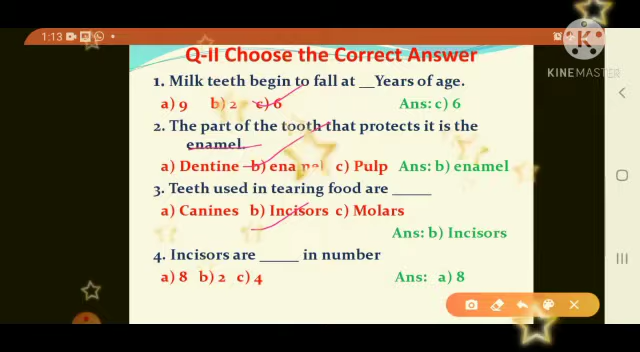 1:13
K
KINEMASTER
Q-II Choose the Correct Answer
1. Milk teeth begin to fall at __Years of age.
a) 9 b) 2 c) 6 Ans: c) 6
2. The part of the tooth that protects it is the
enamel.
a) Dentine b) enamel c) Pulp Ans: b) enamel
3. Teeth used in tearing food are ____
a) Canines b) Incisors c) Molars
Ans: b) Incisors
4. Incisors are ____ in number
a) 8 b) 2 c) 4 Ans: a) 8